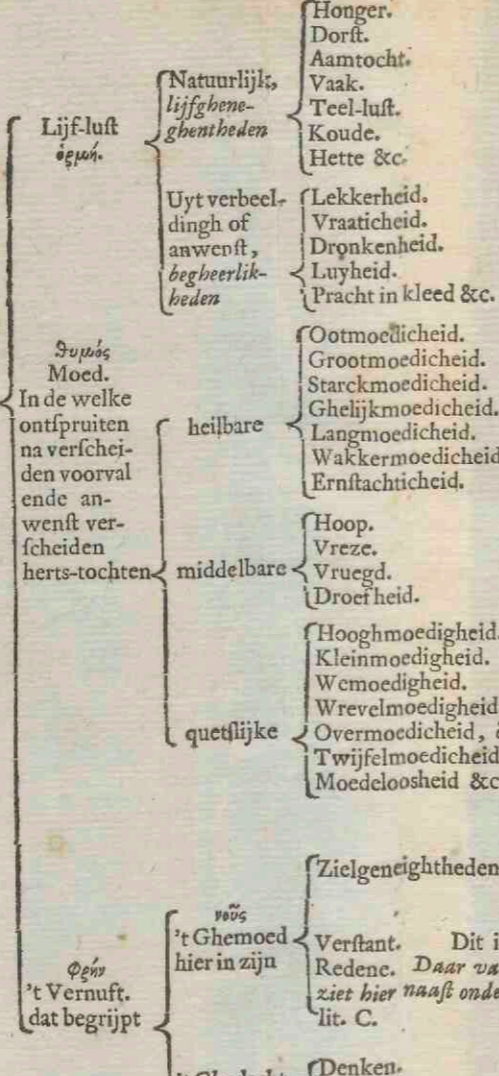 Lijf-luſt
ὁρμή.
Natuurlijk,
lijfghene-
ghentheden
Honger.
Dorſt.
Aamtocht.
Vaak.
Teel-luſt.
Koude.
Hette &c.
Uyt verbeel-
dingh of
anwenſt,
begheerlik-
heden
Lekkerheid.
Vraaticheid.
Dronkenheid.
Luyheid.
Pracht in kleed &c.
θυμός
Moed.
In de welke
ontſpruiten
na verſchei-
den voorval
ende an-
wenſt ver-
ſcheiden
herts-tochten
heilbare
Ootmoedicheid.
Grootmoedicheid.
Starckmoedicheid.
Ghelijkmoedicheid.
Langmoedicheid.
Wakkermoedicheid
Ernſtachticheid.
middelbare
Hoop.
Vreze.
Vruegd.
Droefheid.
quetſlijke
Hooghmoedigheid.
Kleinmoedigheid.
Wemoedigheid.
Wrevelmoedigheid
Overmoedicheid,
Twijfelmoedicheid
Moedeloosheid &c
Φρήν
't Vernuft.
dat begrijpt
νοῦς
't Ghemoed
hier in zijn
Zielgeneightheden
Verſtant. Dit i
Redene. Daar va
ziet hier naaſt onde
lit. C.
Denken.